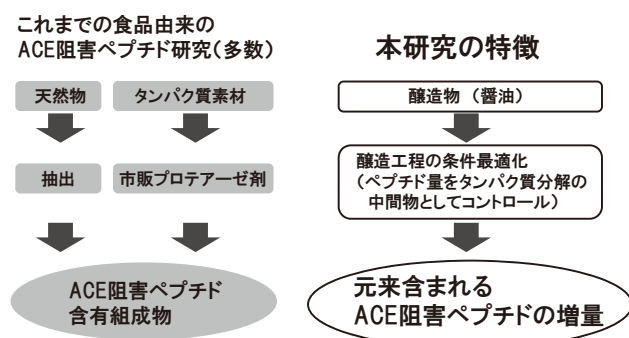 これまでの食品由来の
ACE阻害ペプチド研究（多数）
天然物
タンパク質素材
抽出
市販プロテアーゼ剤
ACE阻害ペプチド
含有組成物
本研究の特徴
醸造物 （醤油）
醸造工程の条件最適化
（ペプチド量をタンパク質分解の
中間物としてコントロール）
元来含まれる
ACE阻害ペプチドの増量